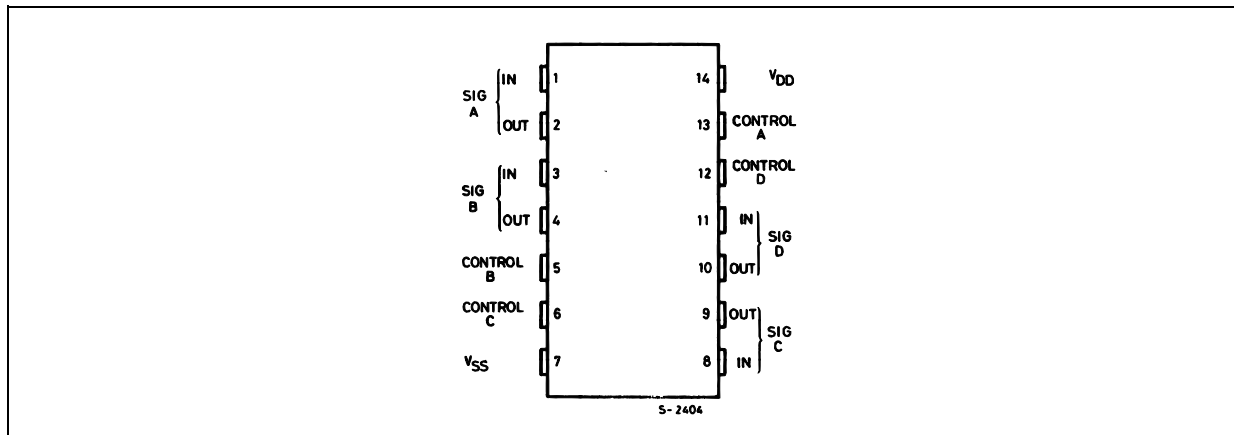 SIG A
IN
OUT
SIG B
IN
OUT
CONTROL B
CONTROL C
VSS
1
2
3
4
5
6
7
14
13
12
11
10
9
8
VDD
CONTROL A
CONTROL D
IN
OUT
SIG D
OUT
IN
SIG C
S-2404